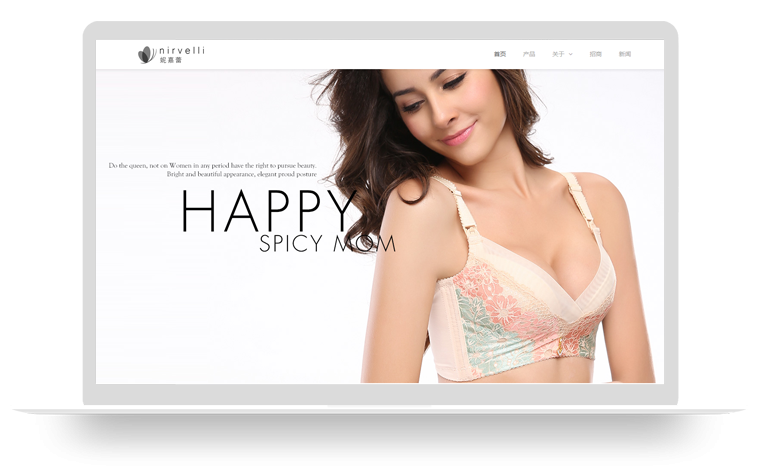 nirvelli
妮薇蕾
首页 产品 关于 招商 新闻
Do the queen, not on Women in any period have the right to pursue beauty.
Bright and beautiful appearance, elegant proud posture
HAPPY
SPICY MOM